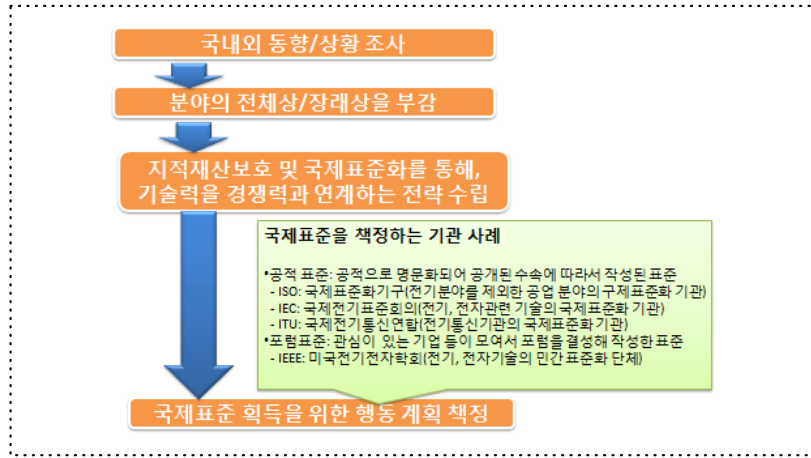 국내외 동향/상황 조사
분야의 전체상/장래상을 부감
지적재산보호 및 국제표준화를 통해,
기술력을 경쟁력과 연계하는 전략 수립
국제표준을 책정하는 기관 사례
•공적 표준: 공적으로 명문화되어 공개된 수속에 따라서 작성된 표준
- ISO: 국제표준화기구(전기분야를 제외한 공업 분야의 구제표준화 기관)
- IEC: 국제전기표준회의(전기, 전자관련 기술의 국제표준화 기관)
- ITU: 국제전기통신연합(전기통신기관의 국제표준화 기관)
•포럼표준: 관심이 있는 기업 등이 모여서 포럼을 결성해 작성한 표준
- IEEE: 미국전기전자학회(전기, 전자기술의 민간 표준화 단체)
국제표준 획득을 위한 행동 계획 책정